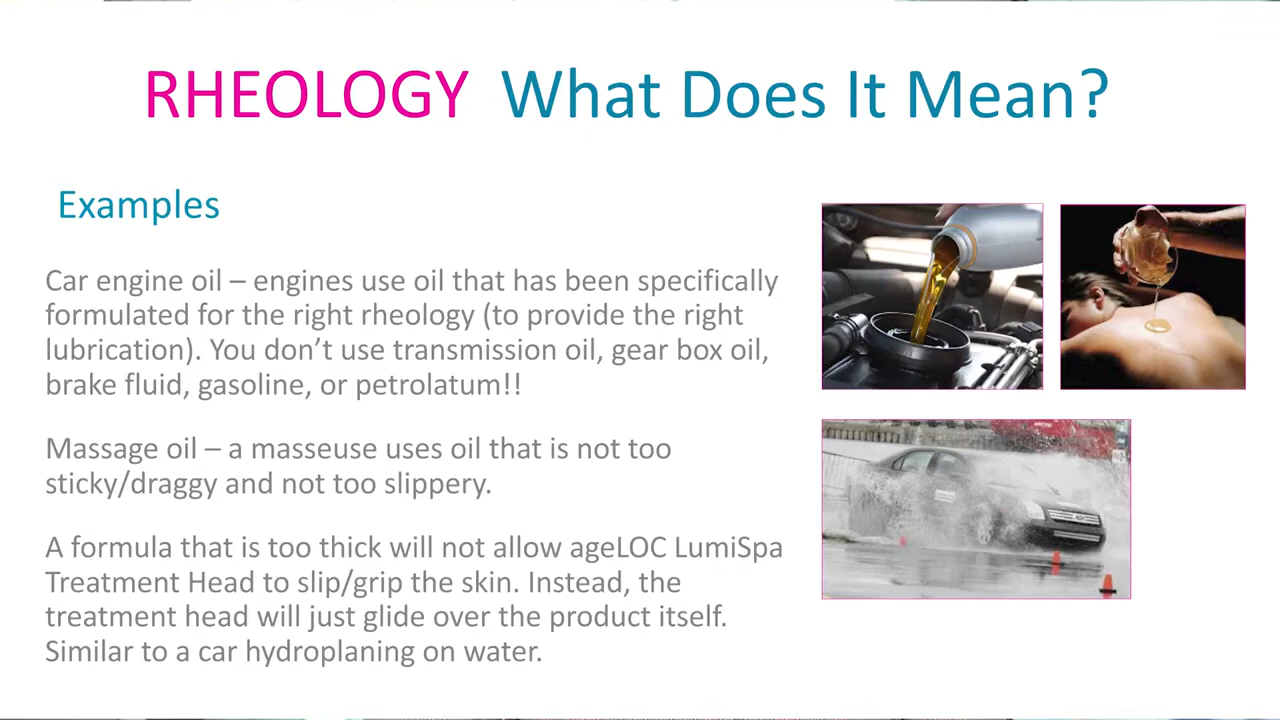 RHEOLOGY What Does It Mean?
Examples
Car engine oil – engines use oil that has been specifically
formulated for the right rheology (to provide the right
lubrication). You don’t use transmission oil, gear box oil,
brake fluid, gasoline, or petrolatum!!
Massage oil – a masseuse uses oil that is not too
sticky/draggy and not too slippery.
A formula that is too thick will not allow ageLOC LumiSpa
Treatment Head to slip/grip the skin. Instead, the
treatment head will just glide over the product itself.
Similar to a car hydroplaning on water.